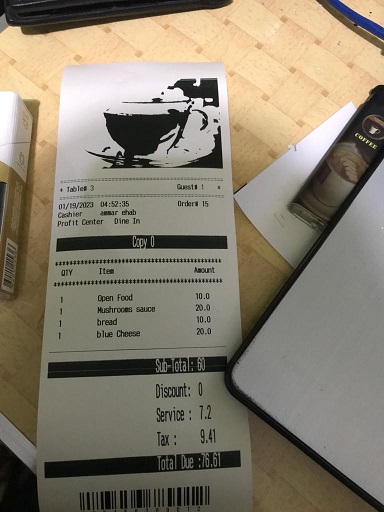 * Table# 3 Guest# 1 *
01/19/2023 04:52:35 Order# 15
Cashier ammar ehab
Profit Center Dine In
Copy 0
QTY Item Amount
1 Open Food 10.0
1 Mushrooms sauce 20.0
1 bread 10.0
1 blue Cheese 20.0
Sub-Total: 60
Discount: 0
Service : 7.2
Tax : 9.41
Total Due :76.61
COFFEE